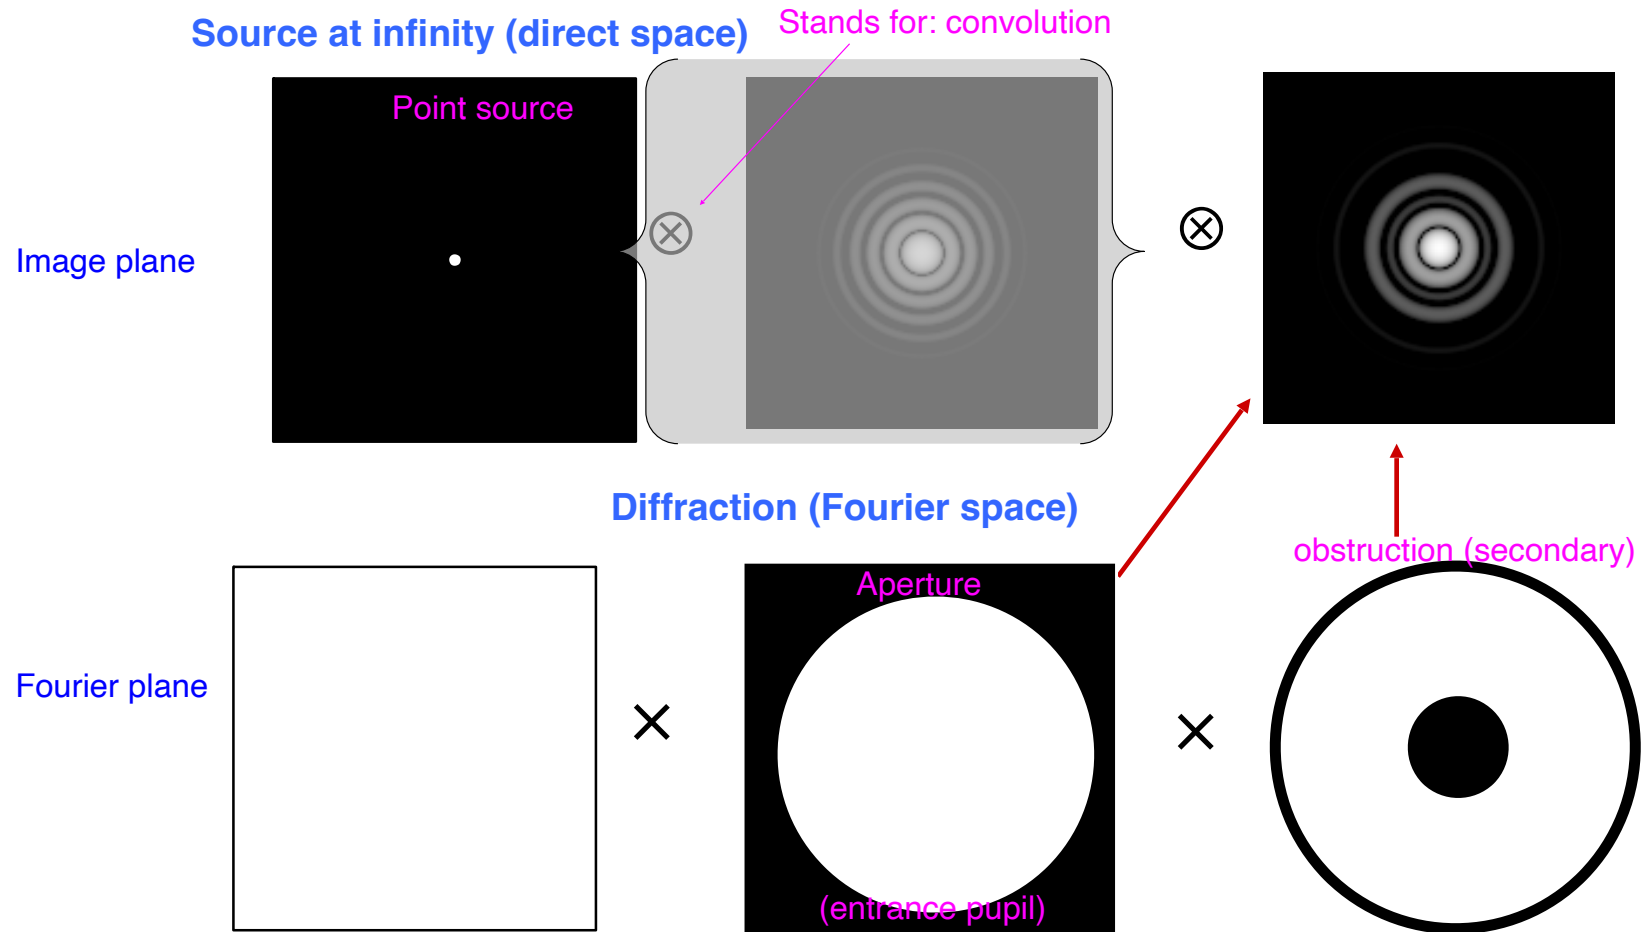 Source at infinity (direct space)
Stands for: convolution
Point source
⊗
⊗
Image plane
Diffraction (Fourier space)
obstruction (secondary)
Aperture
Fourier plane
×
×
(entrance pupil)